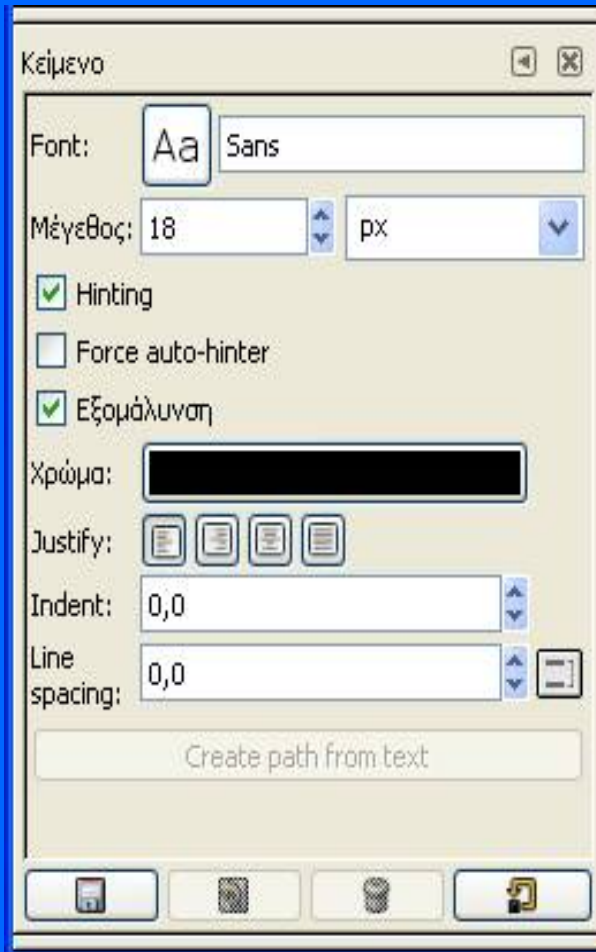 Κείμενο
Font: Aa Sans
Μέγεθος: 18 px
Hinting
Force auto-hinter
Εξομάλυνση
Χρώμα:
Justify:
Indent: 0,0
Line
spacing: 0,0
Create path from text